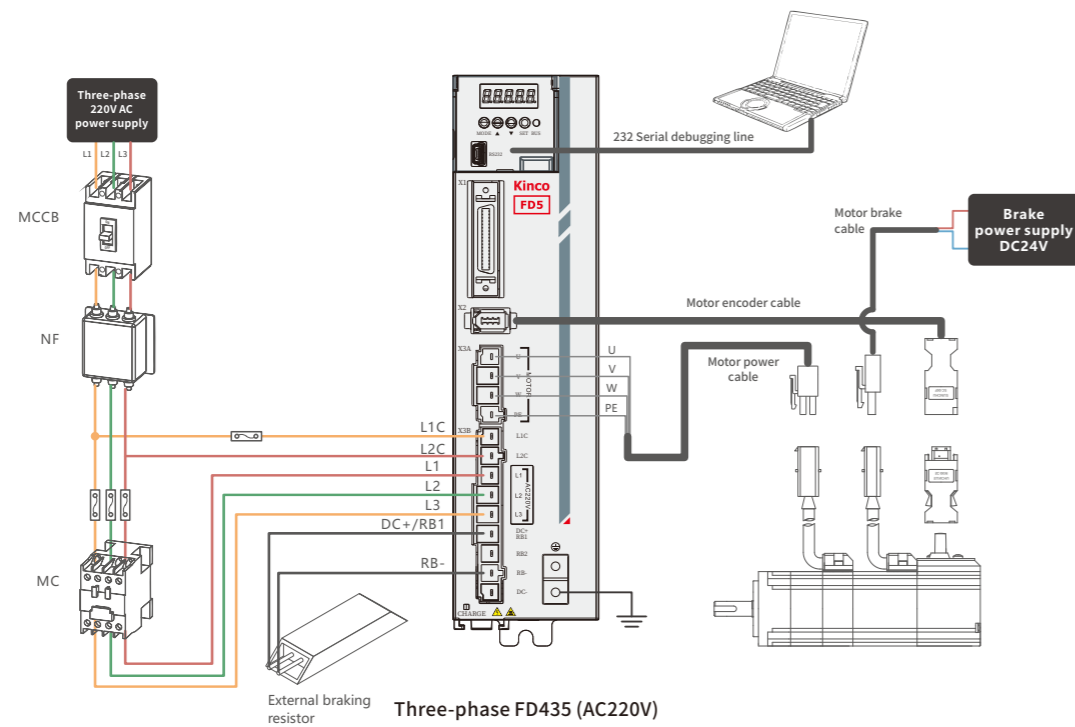 Three-phase
220V AC
power supply
L1 L2 L3
MCCB
NF
MC
MODE ▲ ▼ SET BUS
RS232
232 Serial debugging line
X1
Kinco
FD5
Motor brake
cable
Brake
power supply
DC24V
X2
Motor encoder cable
X3A
U
V
W
PE
MOTOR
U
V
W
PE
Motor power
cable
X3B
L1C
L2C
L1
L2
L3
DC+/RB1
RB-
L1C
L2C
L1
L2
L3
AC220V
DC+
RB1
RB2
RB-
DC-
CHARGE
External braking
resistor
Three-phase FD435 (AC220V)